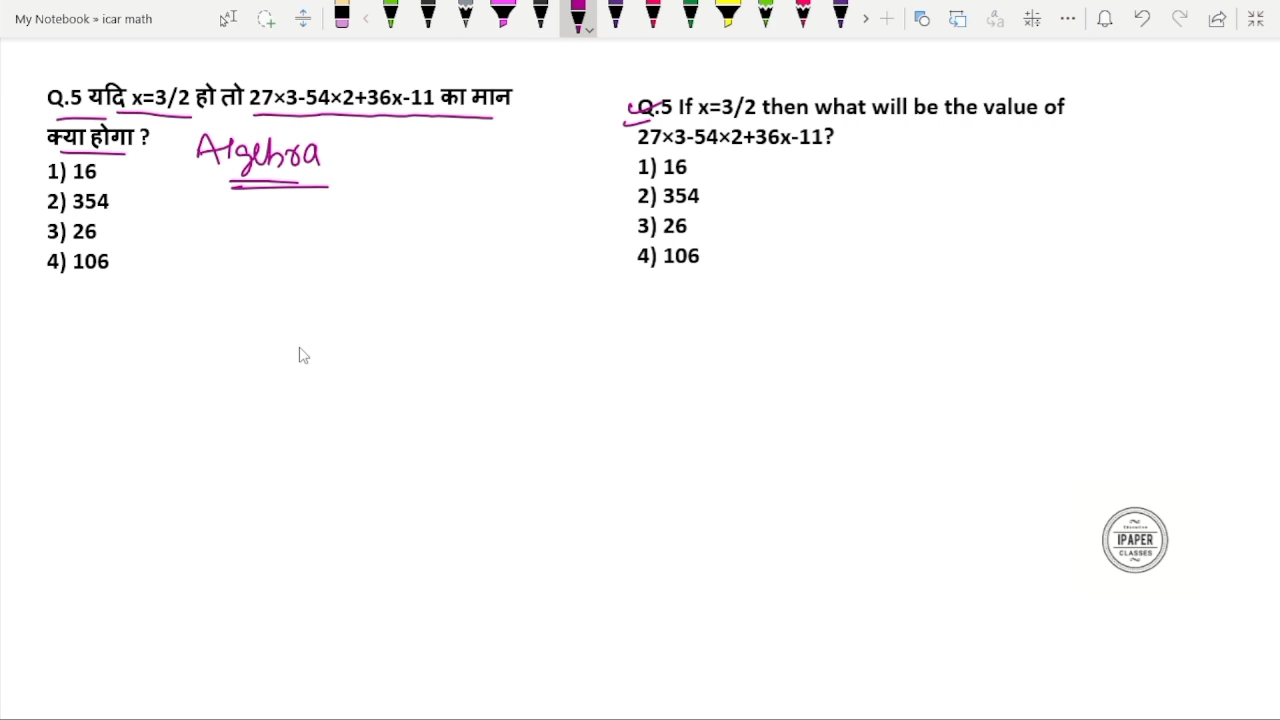 My Notebook » icar math
Q.5 यदि x=3/2 हो तो 27×3-54×2+36x-11 का मान
क्या होगा ?
Algebra
1) 16
2) 354
3) 26
4) 106
Q.5 If x=3/2 then what will be the value of
27×3-54×2+36x-11?
1) 16
2) 354
3) 26
4) 106
Education
IPAPER
CLASSES